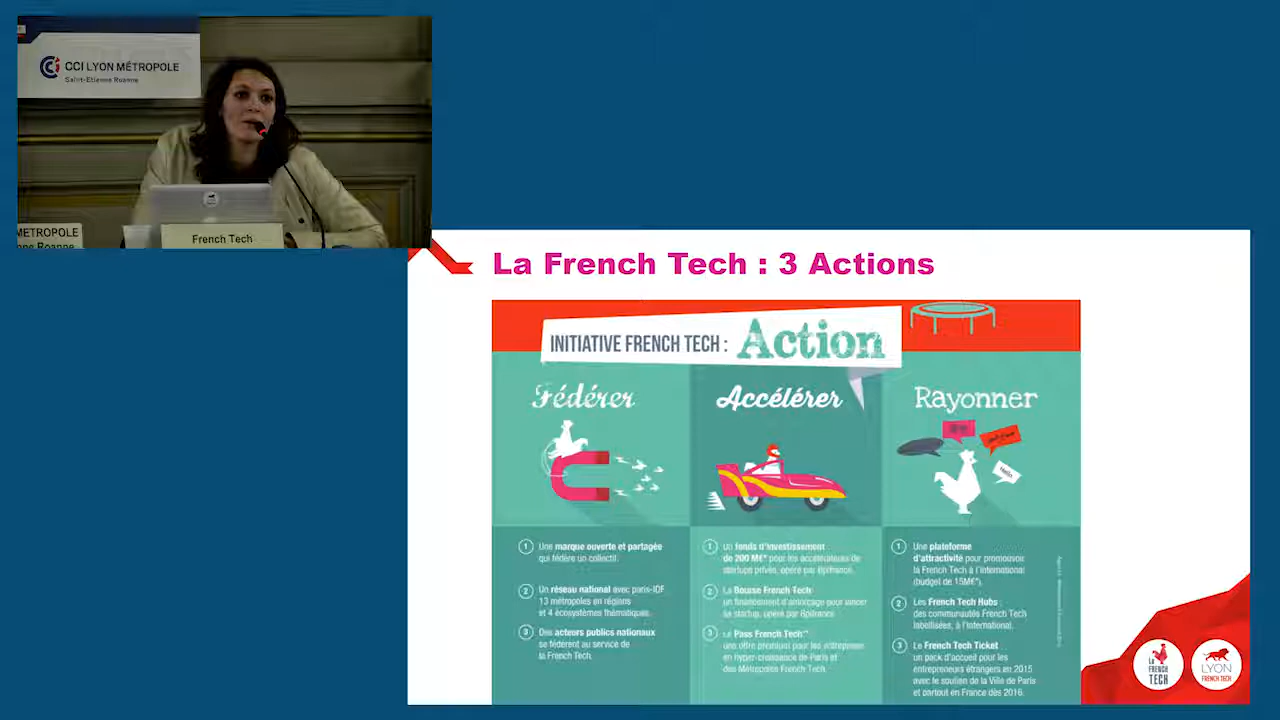 CCI LYON MÉTROPOLE
Saint-Etienne Roanne
METROPOLE
French Tech
La French Tech : 3 Actions
INITIATIVE FRENCH TECH : Action
Fédérer
1 Une marque ouverte et partagée
qui fédère un collectif.
2 Un réseau national avec paris-IDF
13 métropoles en régions
et 4 écosystèmes thématiques.
3 Des acteurs publics nationaux
se fédèrent au service de
la French Tech.
Accélérer
1 Un fonds d'investissement
de 200 M€* pour les accélérateurs de
startups privés, opéré par Bpifrance.
2 La Bourse French Tech
un financement d'amorçage pour lancer
sa startup, opéré par Bpifrance.
3 Le Pass French Tech**
une offre premium pour les entreprises
en hyper-croissance de Paris et
des Métropoles French Tech.
Rayonner
Hello
1 Une plateforme
d'attractivité pour promouvoir
la French Tech à l'international
(budget de 15M€*).
2 Les French Tech Hubs :
des communautés French Tech
labellisées, à l'international.
3 Le French Tech Ticket :
un pack d'accueil pour les
entrepreneurs étrangers en 2015
avec le soutien de la Ville de Paris
et partout en France dès 2016.
LA
FRENCH
TECH
LYON
FRENCH TECH